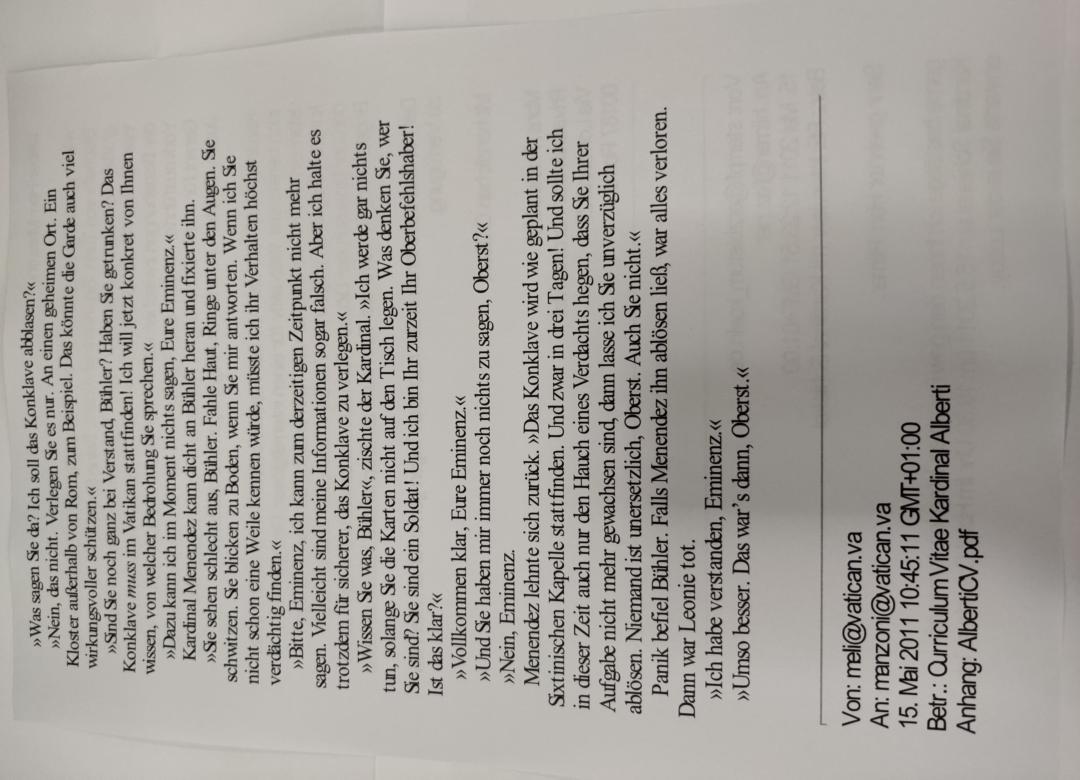 »Was sagen Sie da? Ich soll das Konklave abblasen?«
»Nein, das nicht. Verlegen Sie es nur. An einen geheimen Ort. Ein
Kloster außerhalb von Rom, zum Beispiel. Das könnte die Garde auch viel
wirkungsvoller schützen.«
»Sind Sie noch ganz bei Verstand, Bühler? Haben Sie getrunken? Das
Konklave muss im Vatikan stattfinden! Ich will jetzt konkret von Ihnen
wissen, von welcher Bedrohung Sie sprechen.«
»Dazu kann ich im Moment nichts sagen, Eure Eminenz.«
Kardinal Menendez kam dicht an Bühler heran und fixierte ihn.
»Sie sehen schlecht aus, Bühler. Fahle Haut, Ringe unter den Augen. Sie
schwitzen. Sie blicken zu Boden, wenn Sie mir antworten. Wenn ich Sie
nicht schon eine Weile kennen würde, müsste ich ihr Verhalten höchst
verdächtig finden.«
»Bitte, Eminenz, ich kann zum derzeitigen Zeitpunkt nicht mehr
sagen. Vielleicht sind meine Informationen sogar falsch. Aber ich halte es
trotzdem für sicherer, das Konklave zu verlegen.«
»Wissen Sie was, Bühler«, zischte der Kardinal. »Ich werde gar nichts
tun, solange Sie die Karten nicht auf den Tisch legen. Was denken Sie, wer
Sie sind? Sie sind ein Soldat! Und ich bin Ihr zurzeit Ihr Oberbefehlshaber!
Ist das klar?«
»Vollkommen klar, Eure Eminenz.«
»Und Sie haben mir immer noch nichts zu sagen, Oberst?«
»Nein, Eminenz.
Menendez lehnte sich zurück. »Das Konklave wird wie geplant in der
Sixtinischen Kapelle stattfinden. Und zwar in drei Tagen! Und sollte ich
in dieser Zeit auch nur den Hauch eines Verdachts hegen, dass Sie Ihrer
Aufgabe nicht mehr gewachsen sind, dann lasse ich Sie unverzüglich
ablösen. Niemand ist unersetzlich, Oberst. Auch Sie nicht.«
Panik befiel Bühler. Falls Menendez ihn ablösen ließ, war alles verloren.
Dann war Leonie tot.
»Ich habe verstanden, Eminenz.«
»Umso besser. Das war's dann, Oberst.«
Von: meli@vatican.va
An: manzoni@vatican.va
15. Mai 2011 10:45:11 GMT+01:00
Betr.: Curriculum Vitae Kardinal Alberti
Anhang: AlbertiCV.pdf